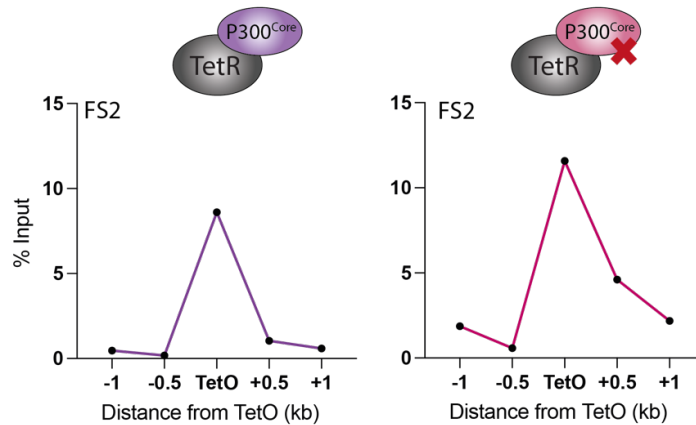 P300Core
TetR
FS2
15
10
5
0
% Input
-1 -0.5 TetO +0.5 +1
Distance from TetO (kb)
P300Core
TetR
FS2
15
10
5
0
-1 -0.5 TetO +0.5 +1
Distance from TetO (kb)